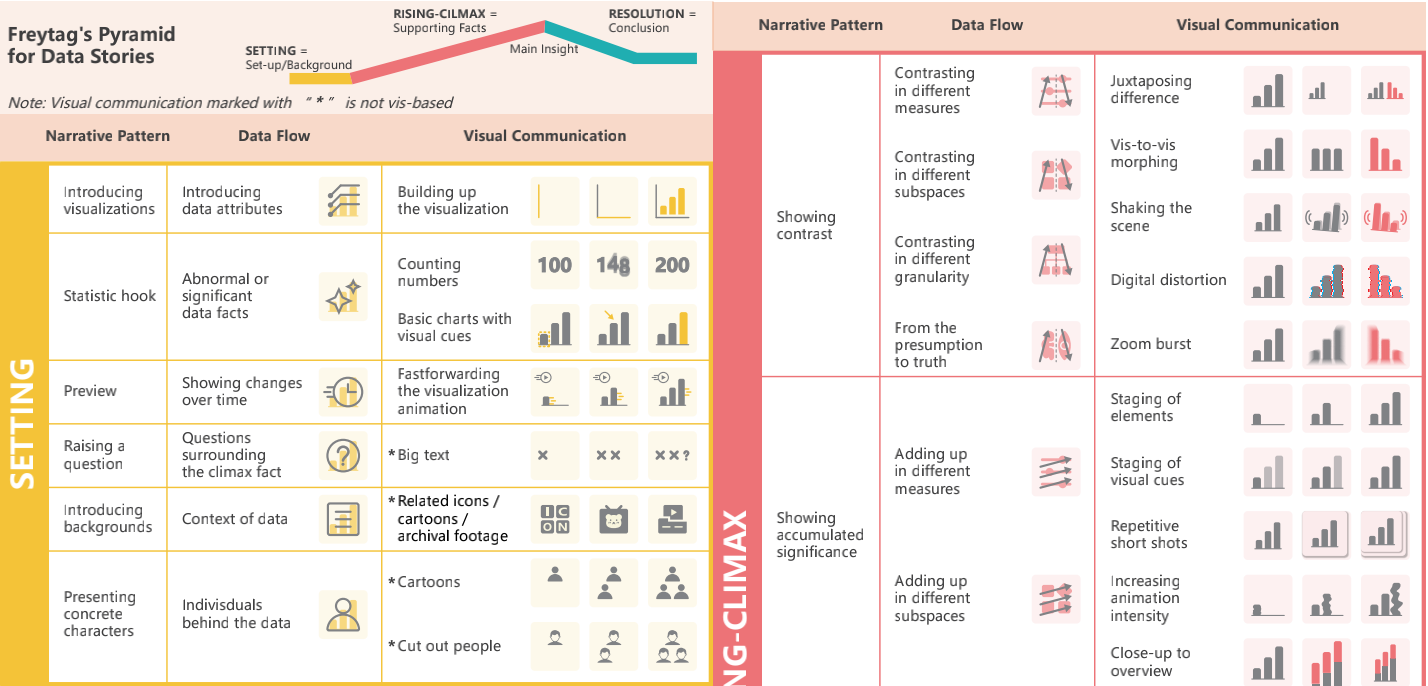 Freytag's Pyramid
for Data Stories
SETTING =
Set-up/Background
RISING-CILMAX =
Supporting Facts
Main Insight
RESOLUTION =
Conclusion
Note: Visual communication marked with “ * ” is not vis-based
Narrative Pattern
Data Flow
Visual Communication
SETTING
Introducing
visualizations
Introducing
data attributes
Building up
the visualization
Statistic hook
Abnormal or
significant
data facts
Counting
numbers
100
148
200
Basic charts with
visual cues
Preview
Showing changes
over time
Fastforwarding
the visualization
animation
Raising a
question
Questions
surrounding
the climax fact
?
* Big text
×
× ×
× × ?
Introducing
backgrounds
Context of data
* Related icons /
cartoons /
archival footage
IC
ON
Presenting
concrete
characters
Indivisduals
behind the data
* Cartoons
* Cut out people
Narrative Pattern
Data Flow
Visual Communication
NG-CLIMAX
Showing
contrast
Contrasting
in different
measures
Contrasting
in different
subspaces
Contrasting
in different
granularity
From the
presumption
to truth
Juxtaposing
difference
Vis-to-vis
morphing
Shaking the
scene
Digital distortion
Zoom burst
Showing
accumulated
significance
Adding up
in different
measures
Adding up
in different
subspaces
Staging of
elements
Staging of
visual cues
Repetitive
short shots
Increasing
animation
intensity
Close-up to
overview